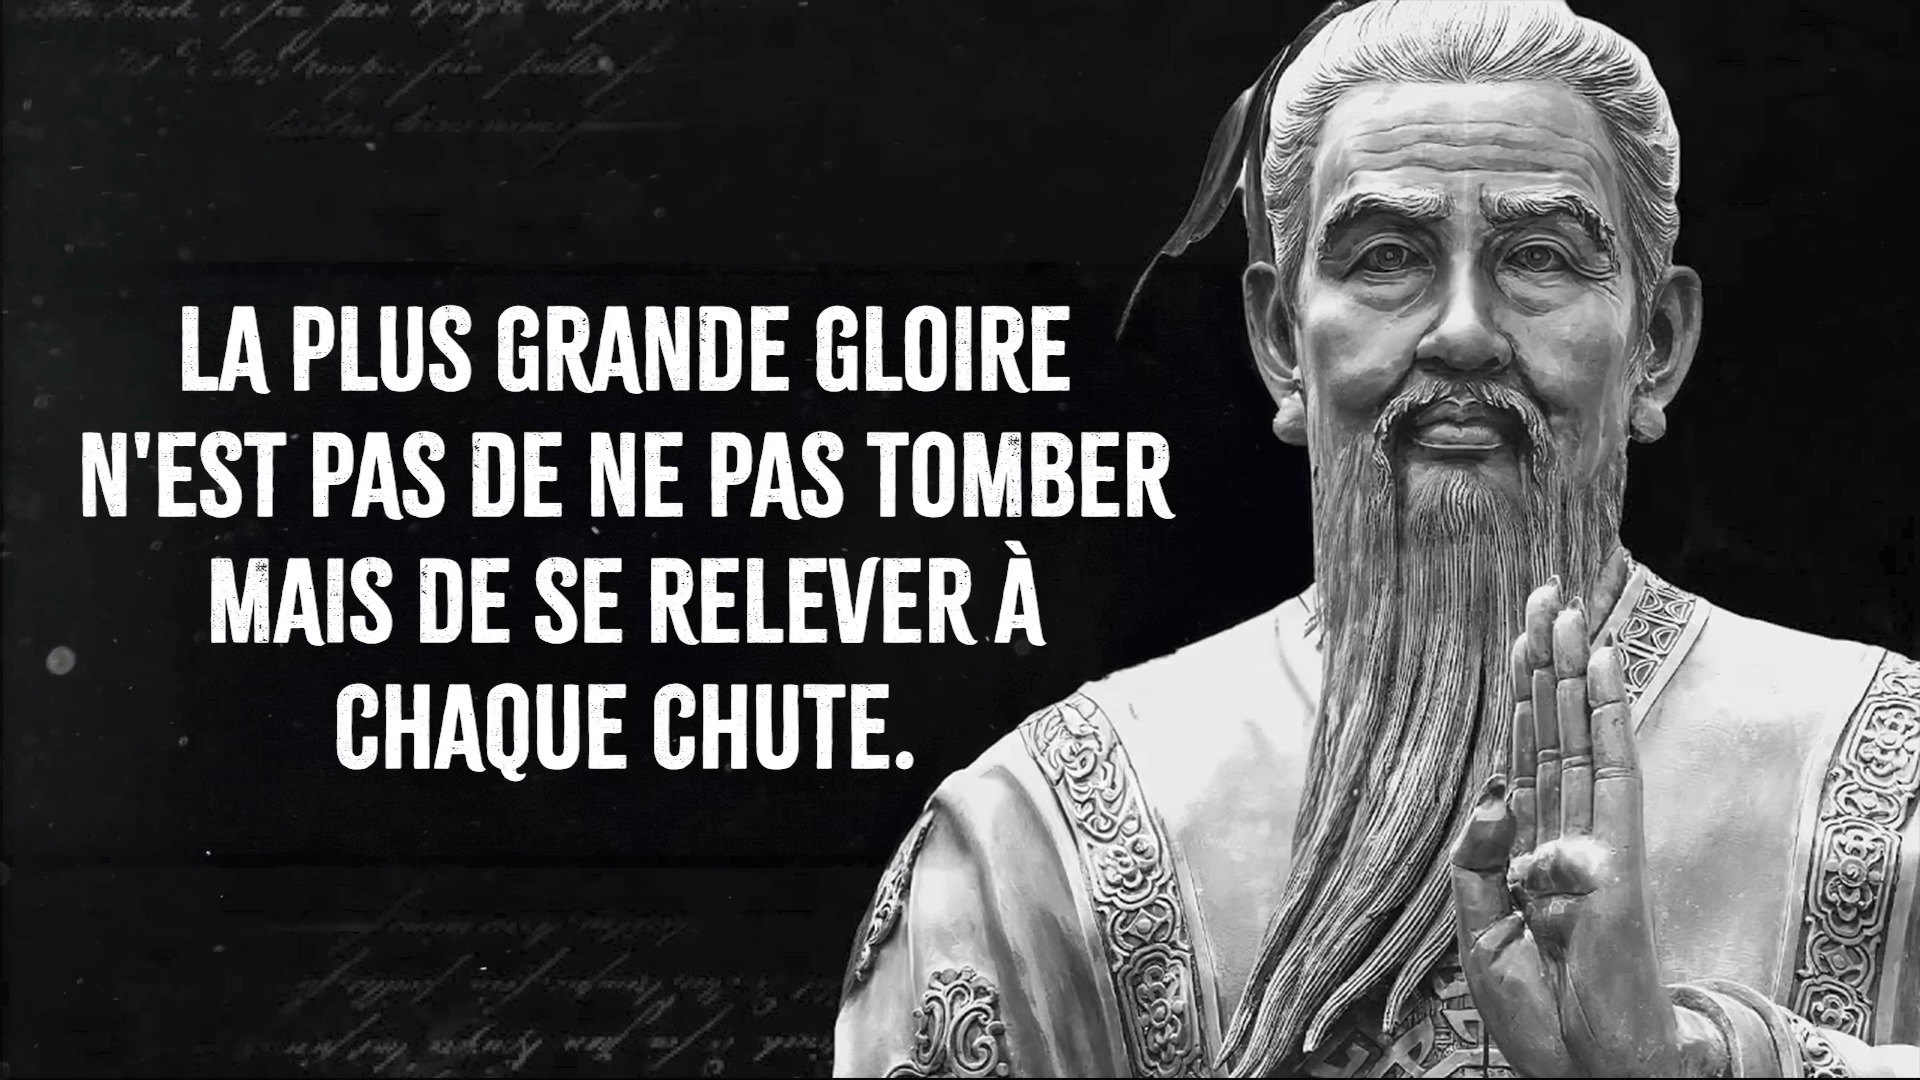 LA PLUS GRANDE GLOIRE
N'EST PAS DE NE PAS TOMBER
MAIS DE SE RELEVER À
CHAQUE CHUTE.